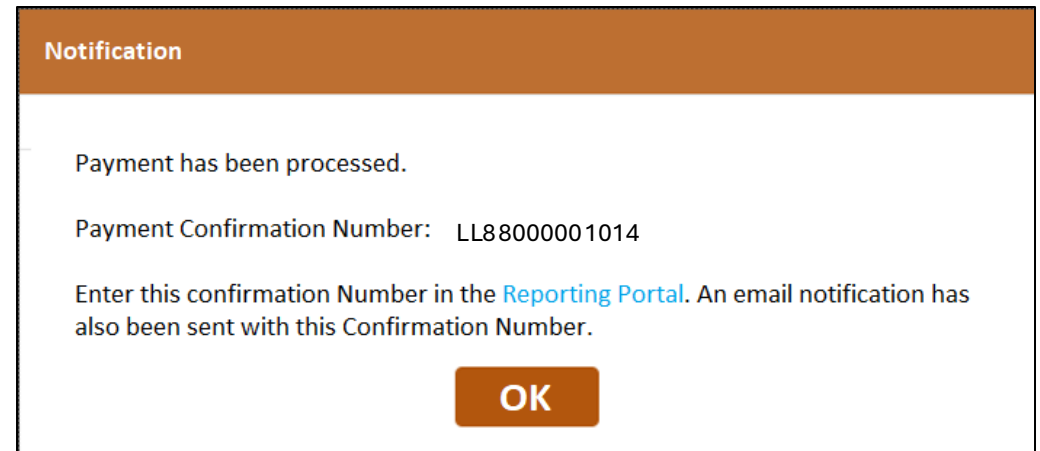 Notification
Payment has been processed.
Payment Confirmation Number: LL88000001014
Enter this confirmation Number in the Reporting Portal. An email notification has
also been sent with this Confirmation Number.
OK